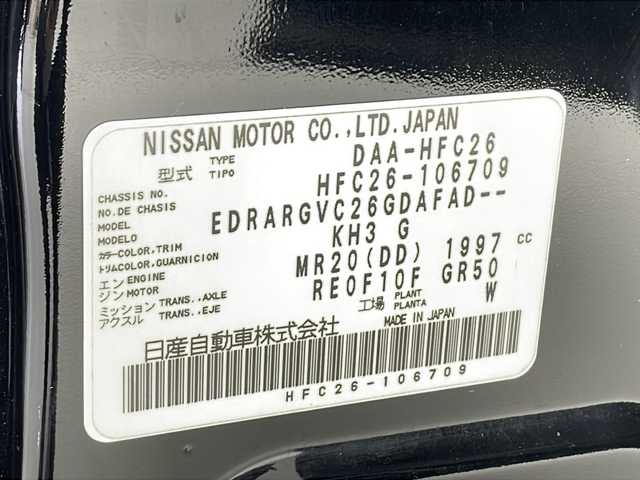 NISSAN MOTOR CO.,LTD.JAPAN
型式 TYPE TIPO DAA-HFC26
CHASSIS NO. NO.DE CHASSIS HFC26-106709
MODEL MODELO EDRARGVC26GDAFAD--
カラー COLOR,TRIM トリム COLOR,GUARNICION KH3 G
エンジン ENGINE MOTOR MR20(DD) 1997 CC
ミッション TRANS.,AXLE アクスル TRANS.,EJE RE0F10F GR50
工場 PLANT PLANTA W
日産自動車株式会社 MADE IN JAPAN
HFC26-106709